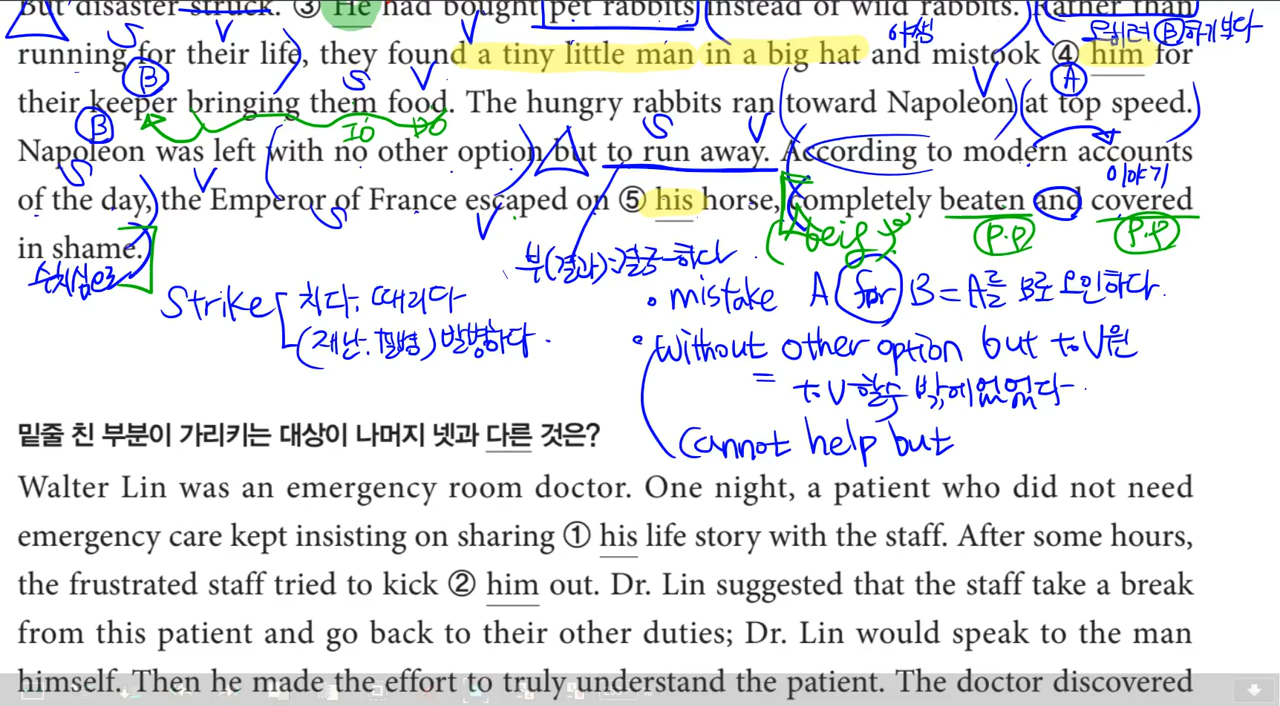 But disaster struck. ③ He had bought pet rabbits instead of wild rabbits. Rather than
야생
오히려 Ⓑ하기보다
S V
running for their life, they found a tiny little man in a big hat and mistook ④ him for
Ⓑ S V V Ⓐ
their keeper bringing them food. The hungry rabbits ran toward Napoleon at top speed.
Ⓑ IO DO S V
Napoleon was left with no other option but to run away. According to modern accounts
S V 이야기
of the day, the Emperor of France escaped on ⑤ his horse, completely beaten and covered
S V p.p p.p
in shame.
수치심으로
부(결과):결국~하다
Strike 치다, 때리다
(재난, 질병) 발병하다.
• mistake A for B = A를 B로 오인하다.
• without other option but to V원
= to V할수 밖에없었다
cannot help but
밑줄 친 부분이 가리키는 대상이 나머지 넷과 다른 것은?
Walter Lin was an emergency room doctor. One night, a patient who did not need
emergency care kept insisting on sharing ① his life story with the staff. After some hours,
the frustrated staff tried to kick ② him out. Dr. Lin suggested that the staff take a break
from this patient and go back to their other duties; Dr. Lin would speak to the man
himself. Then he made the effort to truly understand the patient. The doctor discovered